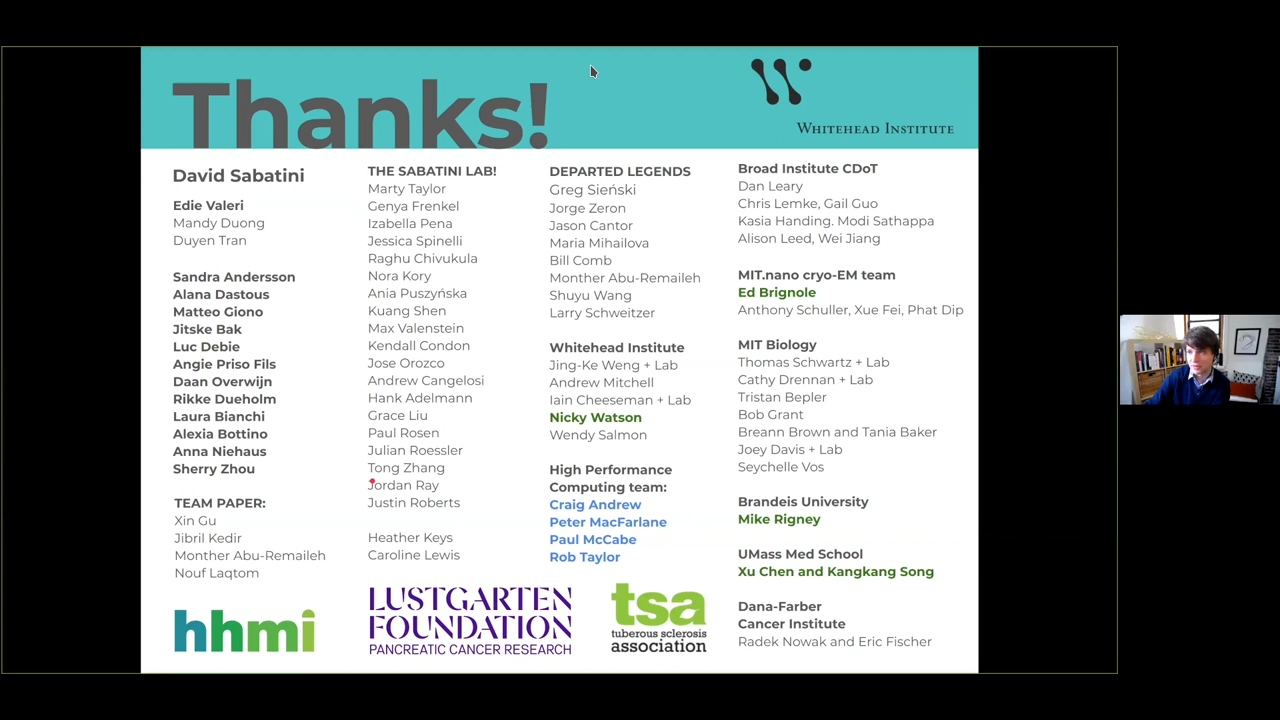 Thanks!
WHITEHEAD INSTITUTE
David Sabatini
Edie Valeri
Mandy Duong
Duyen Tran
Sandra Andersson
Alana Dastous
Matteo Giono
Jitske Bak
Luc Debie
Angie Priso Fils
Daan Overwijn
Rikke Dueholm
Laura Bianchi
Alexia Bottino
Anna Niehaus
Sherry Zhou
TEAM PAPER:
Xin Gu
Jibril Kedir
Monther Abu-Remaileh
Nouf Laqtom
hhmi
THE SABATINI LAB!
Marty Taylor
Genya Frenkel
Izabella Pena
Jessica Spinelli
Raghu Chivukula
Nora Kory
Ania Puszyńska
Kuang Shen
Max Valenstein
Kendall Condon
Jose Orozco
Andrew Cangelosi
Hank Adelmann
Grace Liu
Paul Rosen
Julian Roessler
Tong Zhang
Jordan Ray
Justin Roberts
Heather Keys
Caroline Lewis
LUSTGARTEN
FOUNDATION
PANCREATIC CANCER RESEARCH
DEPARTED LEGENDS
Greg Sieński
Jorge Zeron
Jason Cantor
Maria Mihailova
Bill Comb
Monther Abu-Remaileh
Shuyu Wang
Larry Schweitzer
Whitehead Institute
Jing-Ke Weng + Lab
Andrew Mitchell
Iain Cheeseman + Lab
Nicky Watson
Wendy Salmon
High Performance
Computing team:
Craig Andrew
Peter MacFarlane
Paul McCabe
Rob Taylor
tsa
tuberous sclerosis
association
Broad Institute CDoT
Dan Leary
Chris Lemke, Gail Guo
Kasia Handing. Modi Sathappa
Alison Leed, Wei Jiang
MIT.nano cryo-EM team
Ed Brignole
Anthony Schuller, Xue Fei, Phat Dip
MIT Biology
Thomas Schwartz + Lab
Cathy Drennan + Lab
Tristan Bepler
Bob Grant
Breann Brown and Tania Baker
Joey Davis + Lab
Seychelle Vos
Brandeis University
Mike Rigney
UMass Med School
Xu Chen and Kangkang Song
Dana-Farber
Cancer Institute
Radek Nowak and Eric Fischer